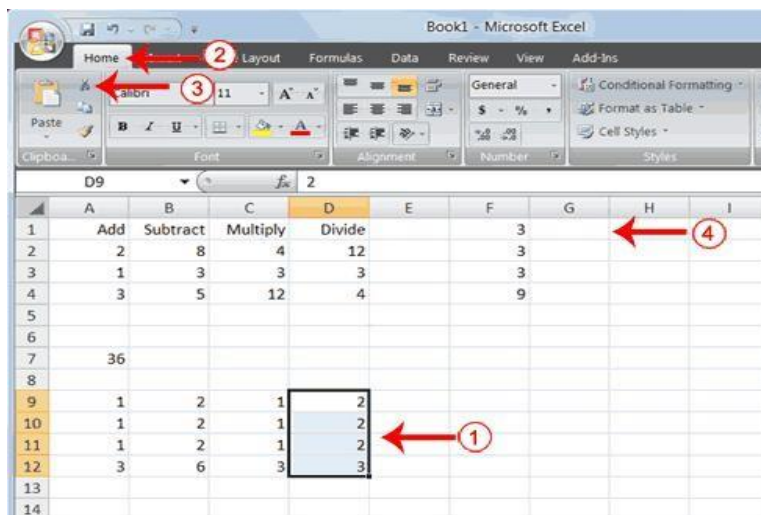 Book1 - Microsoft Excel
Home 2 Layout Formulas Data Review View Add-Ins
3
Calibri 11 A A General Conditional Formatting
Paste B I U A $ % , Format as Table
Cell Styles
Clipboa... Font Alignment Number Styles
D9 fx 2
A B C D E F G H I
1 Add Subtract Multiply Divide 3 4
2 2 8 4 12 3
3 1 3 3 3 3
4 3 5 12 4 9
5
6
7 36
8
9 1 2 1 2
10 1 2 1 2
11 1 2 1 2 1
12 3 6 3 3
13
14